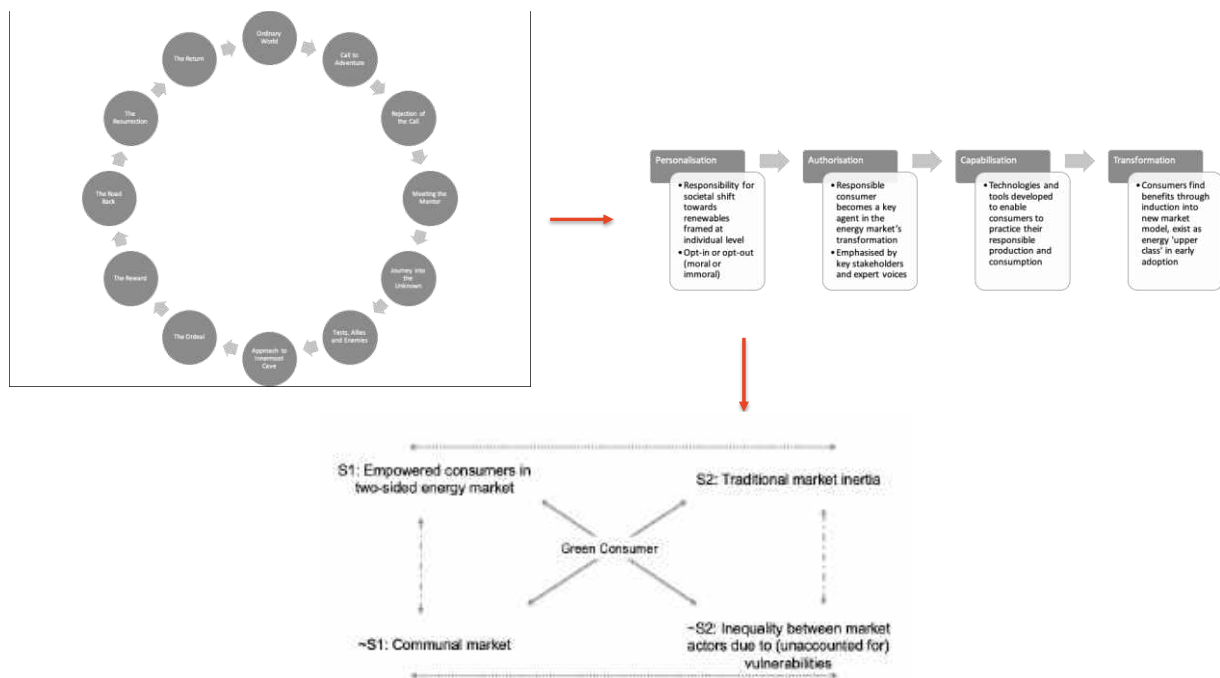 Ordinary
World
Call to
Adventure
Rejection of
the Call
Meeting the
Mentor
Journey into
the
Unknown
Tests, Allies
and Enemies
Approach to
Innermost
Cave
The Ordeal
The Reward
The Road
Back
The
Resurrection
The Return
Personalisation
• Responsibility for
societal shift
towards
renewables
framed at
individual level
• Opt-in or opt-out
(moral or
immoral)
Authorisation
• Responsible
consumer
becomes a key
agent in the
energy market's
transformation
• Emphasised by
key stakeholders
and expert voices
Capabilisation
• Technologies and
tools developed
to enable
consumers to
practice their
responsible
production and
consumption
Transformation
• Consumers find
benefits through
induction into
new market
model, exist as
energy 'upper
class' in early
adoption
S1: Empowered consumers in
two-sided energy market
S2: Traditional market inertia
Green Consumer
~S1: Communal market
~S2: Inequality between market
actors due to (unaccounted for)
vulnerabilities